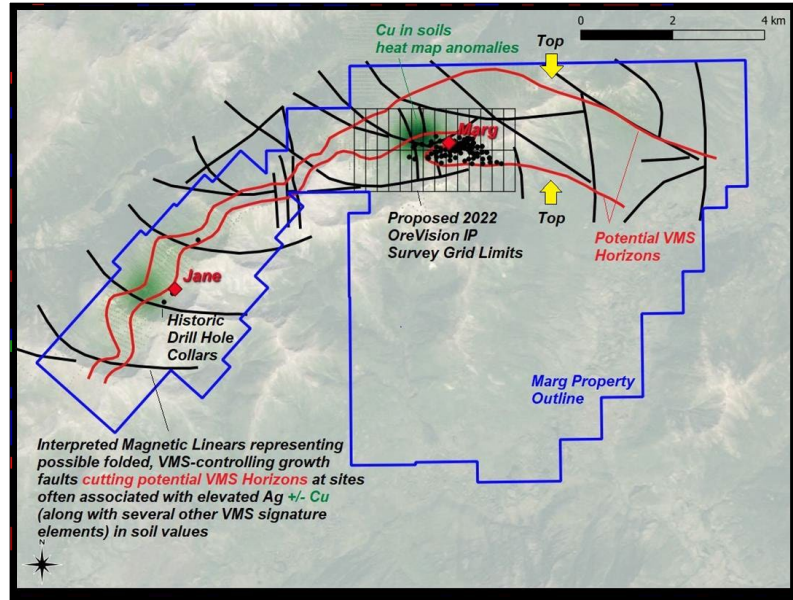 Cu in soils
heat map anomalies
Top
0 2 4 km
Marg
Proposed 2022
OreVision IP
Survey Grid Limits
Top
Potential VMS
Horizons
Jane
Historic
Drill Hole
Collars
Marg Property
Outline
Interpreted Magnetic Linears representing
possible folded, VMS-controlling growth
faults cutting potential VMS Horizons at sites
often associated with elevated Ag +/- Cu
(along with several other VMS signature
elements) in soil values
N